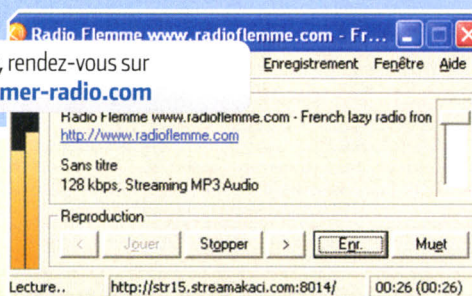 Radio Flemme www.radioflemme.com - Fr...
, rendez-vous sur
mer-radio.com
Enregistrement Fenêtre Aide
Radio Flemme www.radioflemme.com - French lazy radio fron
http://www.radioflemme.com
Sans titre
128 kbps, Streaming MP3 Audio
Reproduction
< Jouer Stopper > Enr. Muet
Lecture.. http://str15.streamakaci.com:8014/ 00:26 (00:26)